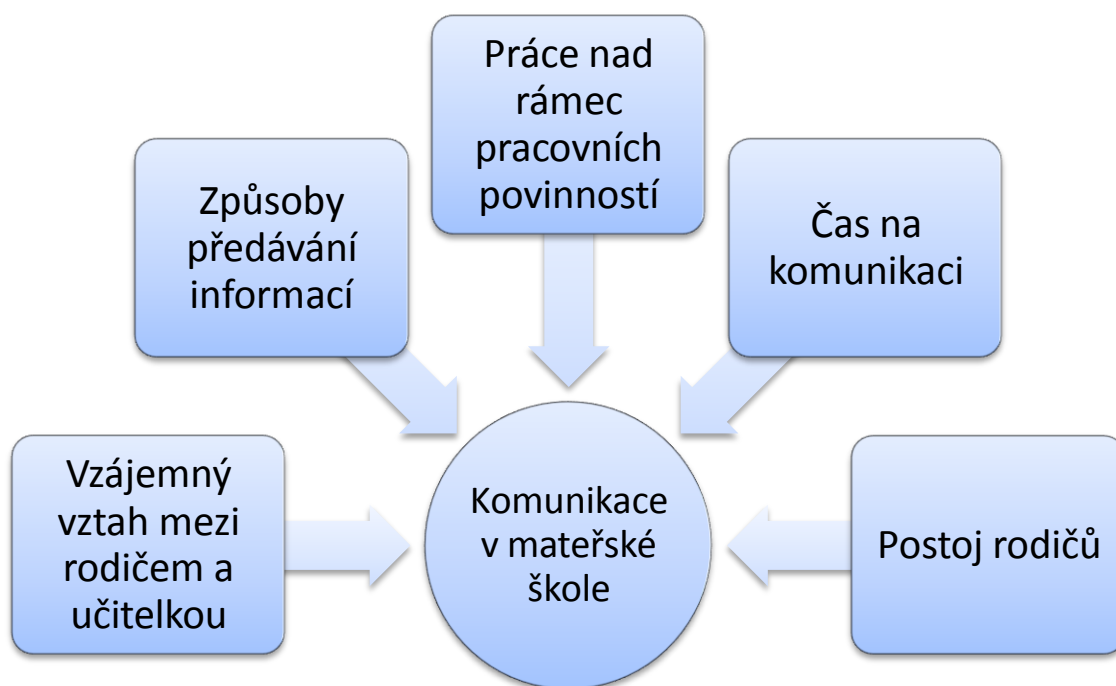 Práce nad
rámec
pracovních
povinností
Způsoby
předávání
informací
Čas na
komunikaci
Vzájemný
vztah mezi
rodičem a
učitelkou
Komunikace
v mateřské
škole
Postoj rodičů